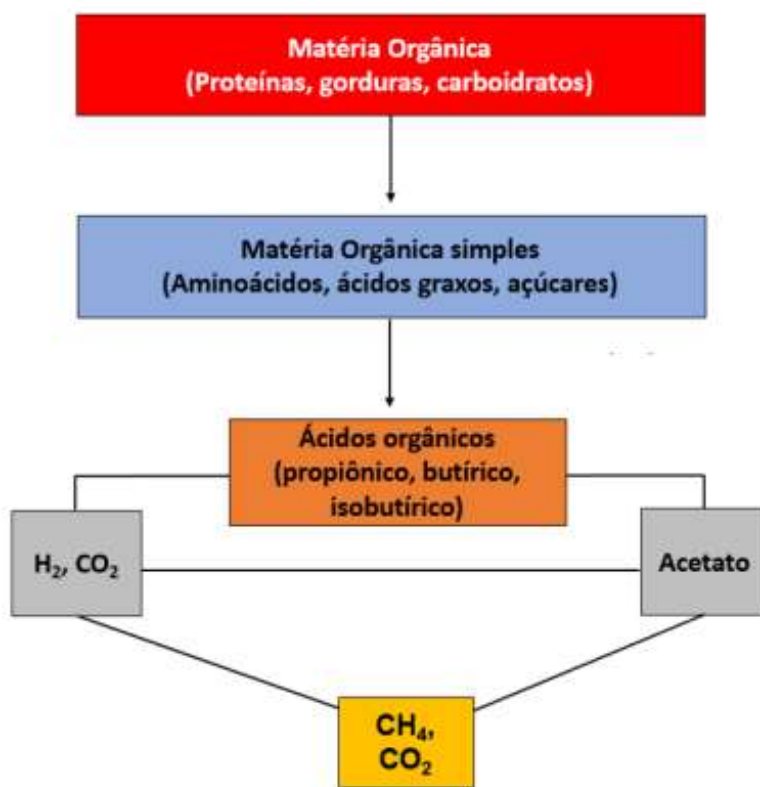 Matéria Orgânica
(Proteínas, gorduras, carboidratos)
Matéria Orgânica simples
(Aminoácidos, ácidos graxos, açúcares)
Ácidos orgânicos
(propiônico, butírico,
isobutírico)
H₂, CO₂
Acetato
CH₄,
CO₂